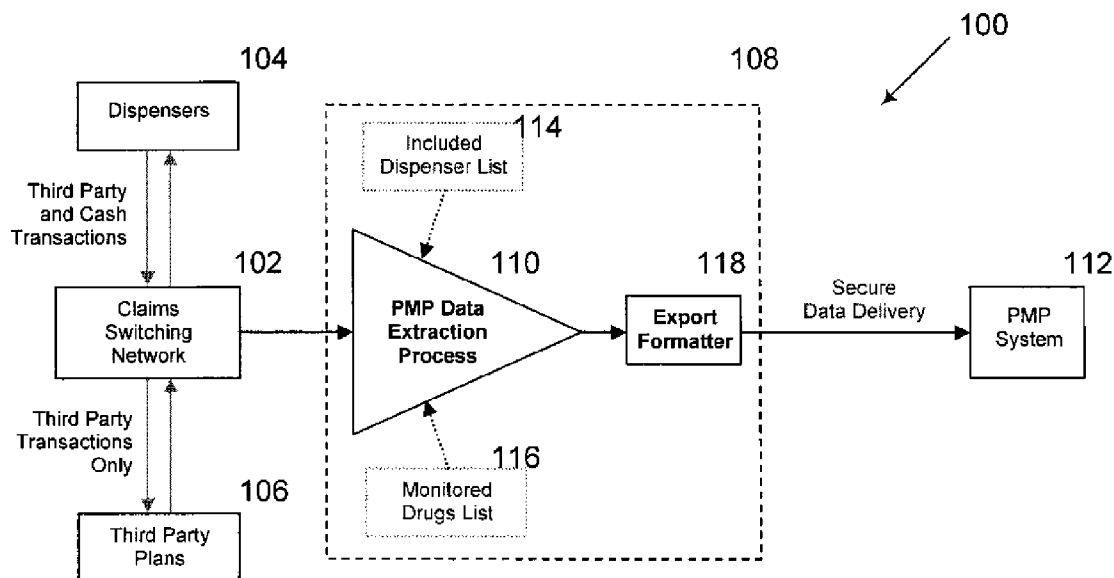 100
104
108
Dispensers
114
Included
Dispenser List
Third Party
and Cash
Transactions
102
110
118
112
Claims
Switching
Network
PMP Data
Extraction
Process
Export
Formatter
Secure
Data Delivery
PMP
System
Third Party
Transactions
Only
116
Monitored
Drugs List
106
Third Party
Plans